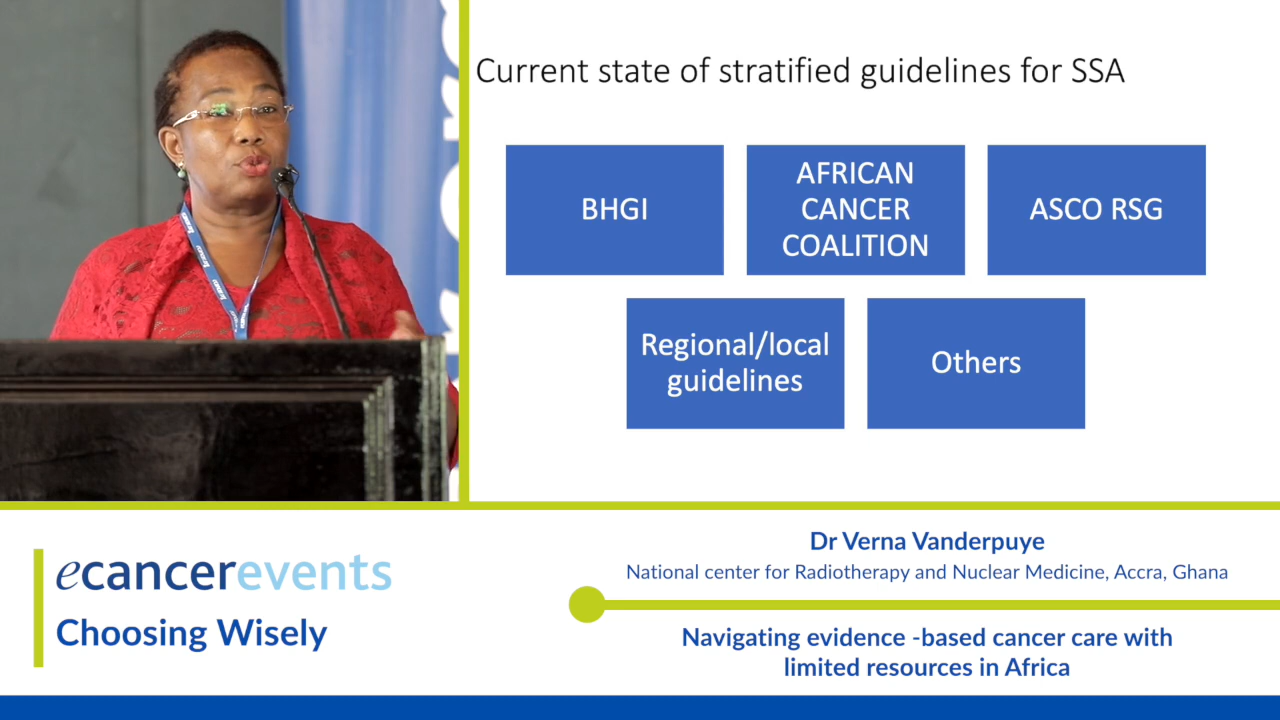 Current state of stratified guidelines for SSA
BHGI
AFRICAN
CANCER
COALITION
ASCO RSG
Regional/local
guidelines
Others
ecancerevents
Choosing Wisely
Dr Verna Vanderpuye
National center for Radiotherapy and Nuclear Medicine, Accra, Ghana
Navigating evidence -based cancer care with
limited resources in Africa